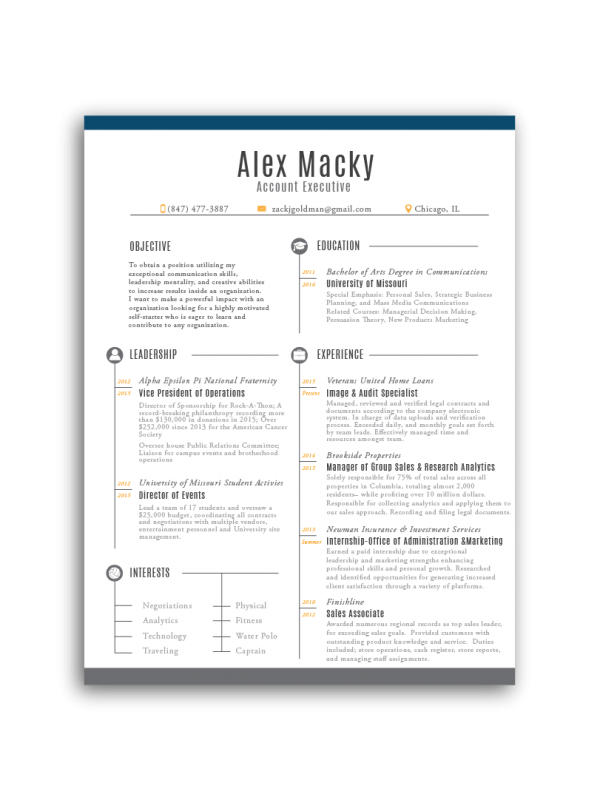 Alex Macky
Account Executive
(847) 477-3887 zackjgoldman@gmail.com Chicago, IL
OBJECTIVE
To obtain a position utilizing my
exceptional communication skills,
leadership mentality, and creative abilities
to increase results inside an organization.
I want to make a powerful impact with an
organization looking for a highly motivated
self-starter who is eager to learn and
contribute to any organization.
EDUCATION
2011 Bachelor of Arts Degree in Communications
2016 University of Missouri
Special Emphasis: Personal Sales, Strategic Business
Planning, and Mass Media Communications
Related Courses: Managerial Decision Making,
Persuasion Theory, New Products Marketing
LEADERSHIP
2012 Alpha Epsilon Pi National Fraternity
2015 Vice President of Operations
Director of Sponsorship for Rock-A-Thon; A
record-breaking philanthropy recording more
than $130,000 in donations in 2015; Over
$252,000 since 2013 for the American Cancer
Society
Oversee house Public Relations Committee;
Liaison for campus events and brotherhood
operations
2012 University of Missouri Student Activies
2015 Director of Events
Lead a team of 17 students and oversaw a
$25,000 budget, coordinating all contracts
and negotiations with multiple vendors,
entertainment personnel and University site
management.
INTERESTS
Negotiations Physical
Analytics Fitness
Technology Water Polo
Traveling Captain
EXPERIENCE
2015 Veterans United Home Loans
Present Image & Audit Specialist
Managed, reviewed and verified legal contracts and
documents according to the company electronic
system. In charge of data uploads and verification
process. Exceeded daily, and monthly goals set forth
by team leads. Effectively managed time and
resources amongst team.
2014 Brookside Properties
2015 Manager of Group Sales & Research Analytics
Solely responsible for 75% of total sales across all
properties in Columbia, totaling almost 2,000
residents– while profiting over 10 million dollars.
Responsible for collecting analytics and applying them to
our sales approach. Recording and filing legal documents.
2013 Newman Insurance & Investment Services
Summer Internship-Office of Administration &Marketing
Earned a paid internship due to exceptional
leadership and marketing strengths enhancing
professional skills and personal growth. Researched
and identified opportunities for generating increased
client satisfaction through a variety of platforms.
2010 Finishline
2012 Sales Associate
Awarded numerous regional records as top sales leader,
for exceeding sales goals. Provided customers with
outstanding product knowledge and service. Duties
included; store operations, cash register, store reports,
and managing staff assignments.